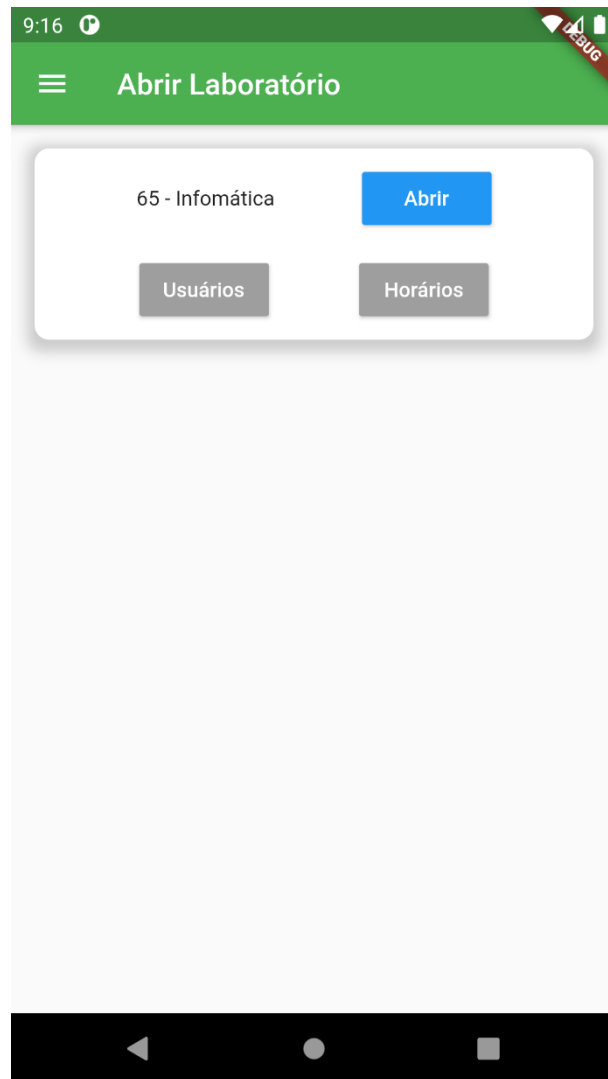 9:16
DEBUG
Abrir Laboratório
65 - Infomática
Abrir
Usuários
Horários